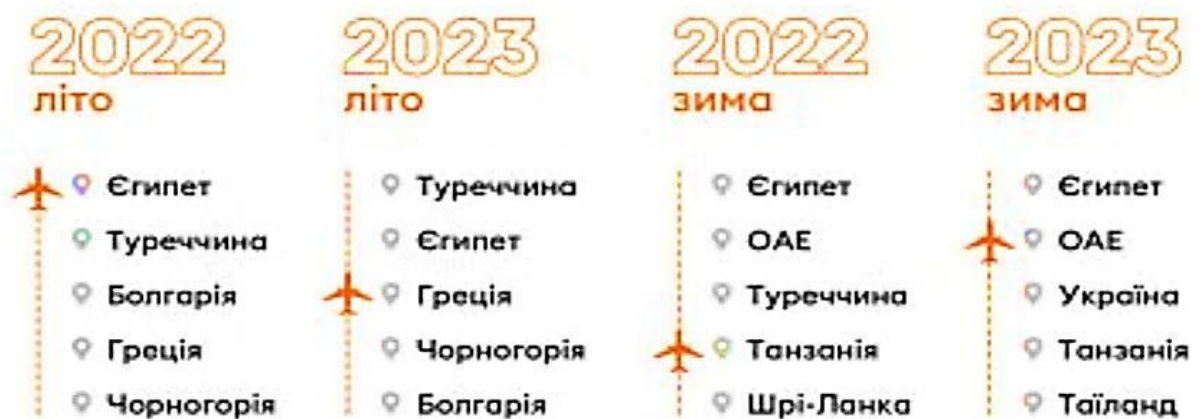 2022
літо
Єгипет
Туреччина
Болгарія
Греція
Чорногорія
2023
літо
Туреччина
Єгипет
Греція
Чорногорія
Болгарія
2022
зима
Єгипет
ОАЕ
Туреччина
Танзанія
Шрі-Ланка
2023
зима
Єгипет
ОАЕ
Україна
Танзанія
Таїланд